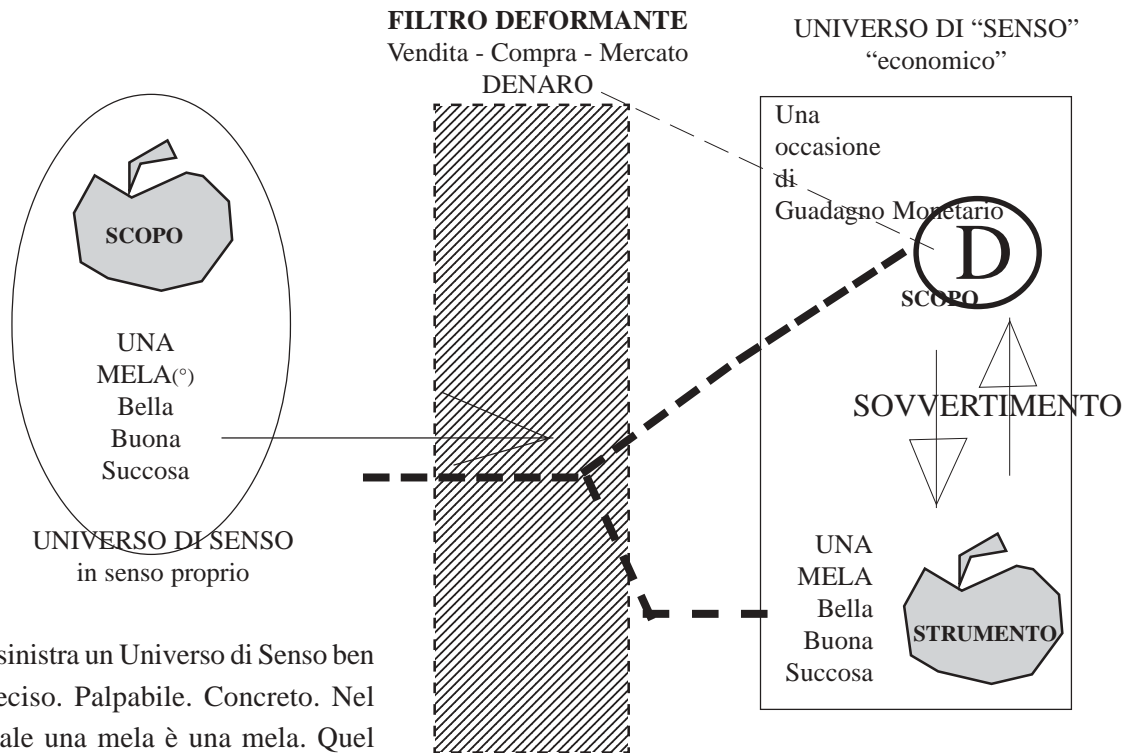 FILTRO DEFORMANTE
Vendita - Compra - Mercato
DENARO
UNIVERSO DI “SENSO”
“economico”
SCOPO
UNA
MELA(°)
Bella
Buona
Succosa
UNIVERSO DI SENSO
in senso proprio
Una
occasione
di
Guadagno Monetario
D
SCOPO
SOVVERTIMENTO
UNA
MELA
Bella
Buona
Succosa
STRUMENTO
sinistra un Universo di Senso ben
eciso. Palpabile. Concreto. Nel
ale una mela è una mela. Quel